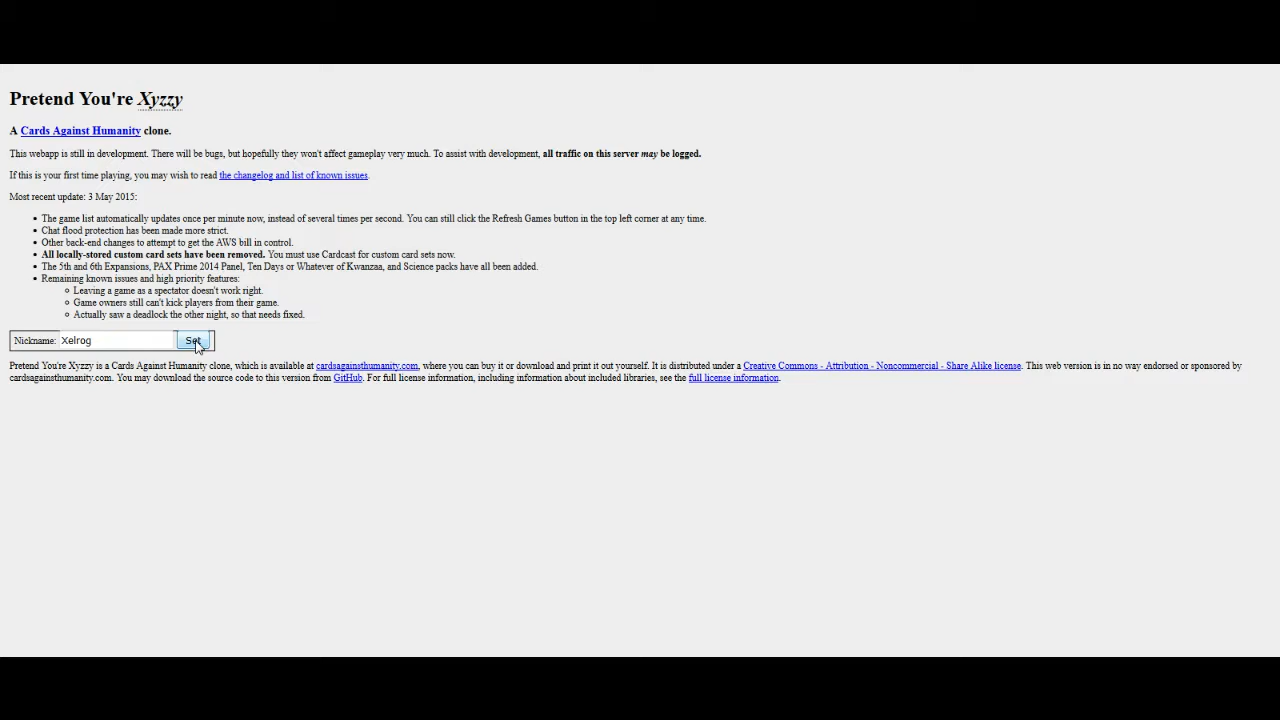 Pretend You're Xyzzy
A Cards Against Humanity clone.
This webapp is still in development. There will be bugs, but hopefully they won't affect gameplay very much. To assist with development, all traffic on this server may be logged.
If this is your first time playing, you may wish to read the changelog and list of known issues.
Most recent update: 3 May 2015:
The game list automatically updates once per minute now, instead of several times per second. You can still click the Refresh Games button in the top left corner at any time.
Chat flood protection has been made more strict.
Other back-end changes to attempt to get the AWS bill in control.
All locally-stored custom card sets have been removed. You must use Cardcast for custom card sets now.
The 5th and 6th Expansions, PAX Prime 2014 Panel, Ten Days or Whatever of Kwanzaa, and Science packs have all been added.
Remaining known issues and high priority features:
Leaving a game as a spectator doesn't work right.
Game owners still can't kick players from their game.
Actually saw a deadlock the other night, so that needs fixed.
Nickname: Xelrog Set
Pretend You're Xyzzy is a Cards Against Humanity clone, which is available at cardsagainsthumanity.com, where you can buy it or download and print it out yourself. It is distributed under a Creative Commons - Attribution - Noncommercial - Share Alike license. This web version is in no way endorsed or sponsored by
cardsagainsthumanity.com. You may download the source code to this version from GitHub. For full license information, including information about included libraries, see the full license information.